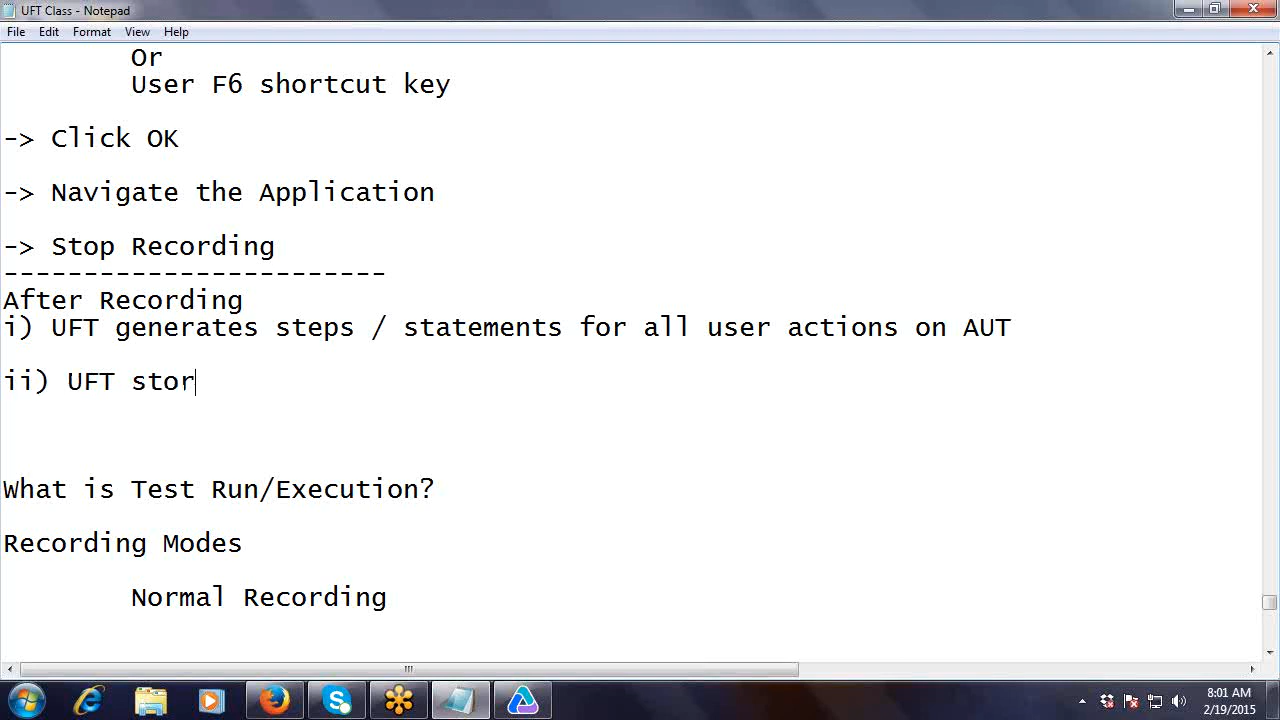 UFT Class - Notepad
File Edit Format View Help
Or
User F6 shortcut key
-> Click OK
-> Navigate the Application
-> Stop Recording
------------------------
After Recording
i) UFT generates steps / statements for all user actions on AUT
ii) UFT stor
What is Test Run/Execution?
Recording Modes
Normal Recording
8:01 AM
2/19/2015